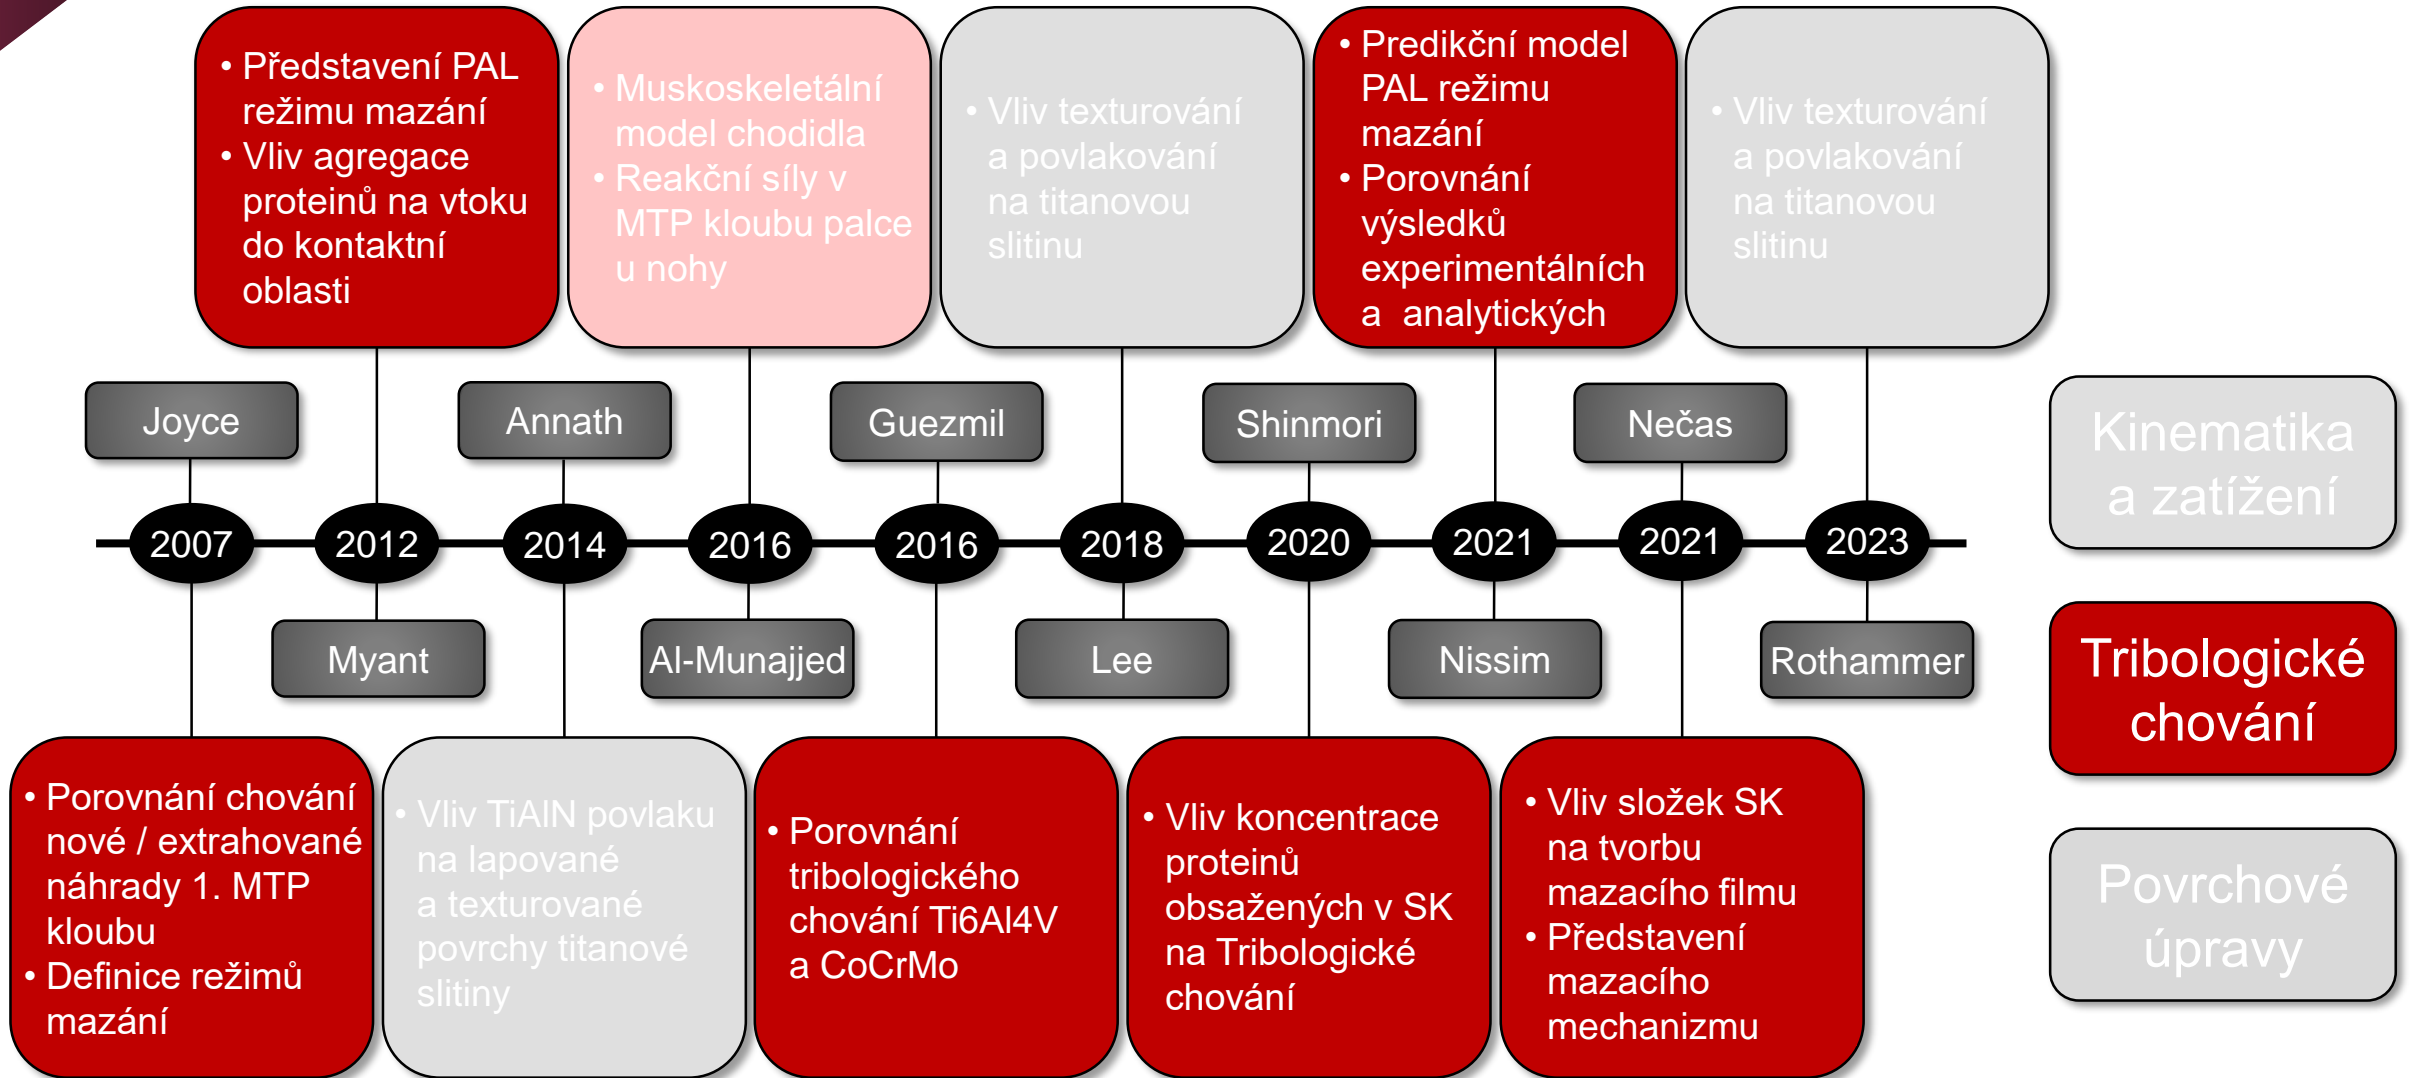 • Představení PAL
režimu mazání
• Vliv agregace
proteinů na vtoku
do kontaktní
oblasti
• Muskoskeletální
model chodidla
• Reakční síly v
MTP kloubu palce
u nohy
• Vliv texturování
a povlakování
na titanovou
slitinu
• Predikční model
PAL režimu
mazání
• Porovnání
výsledků
experimentálních
a analytických
• Vliv texturování
a povlakování
na titanovou
slitinu
Joyce
Annath
Guezmil
Shinmori
Nečas
2007
2012
2014
2016
2016
2018
2020
2021
2021
2023
Myant
Al-Munajjed
Lee
Nissim
Rothammer
• Porovnání chování
nové / extrahované
náhrady 1. MTP
kloubu
• Definice režimů
mazání
• Vliv TiAlN povlaku
na lapované
a texturované
povrchy titanové
slitiny
• Porovnání
tribologického
chování Ti6Al4V
a CoCrMo
• Vliv koncentrace
proteinů
obsažených v SK
na Tribologické
chování
• Vliv složek SK
na tvorbu
mazacího filmu
• Představení
mazacího
mechanizmu
Kinematika
a zatížení
Tribologické
chování
Povrchové
úpravy